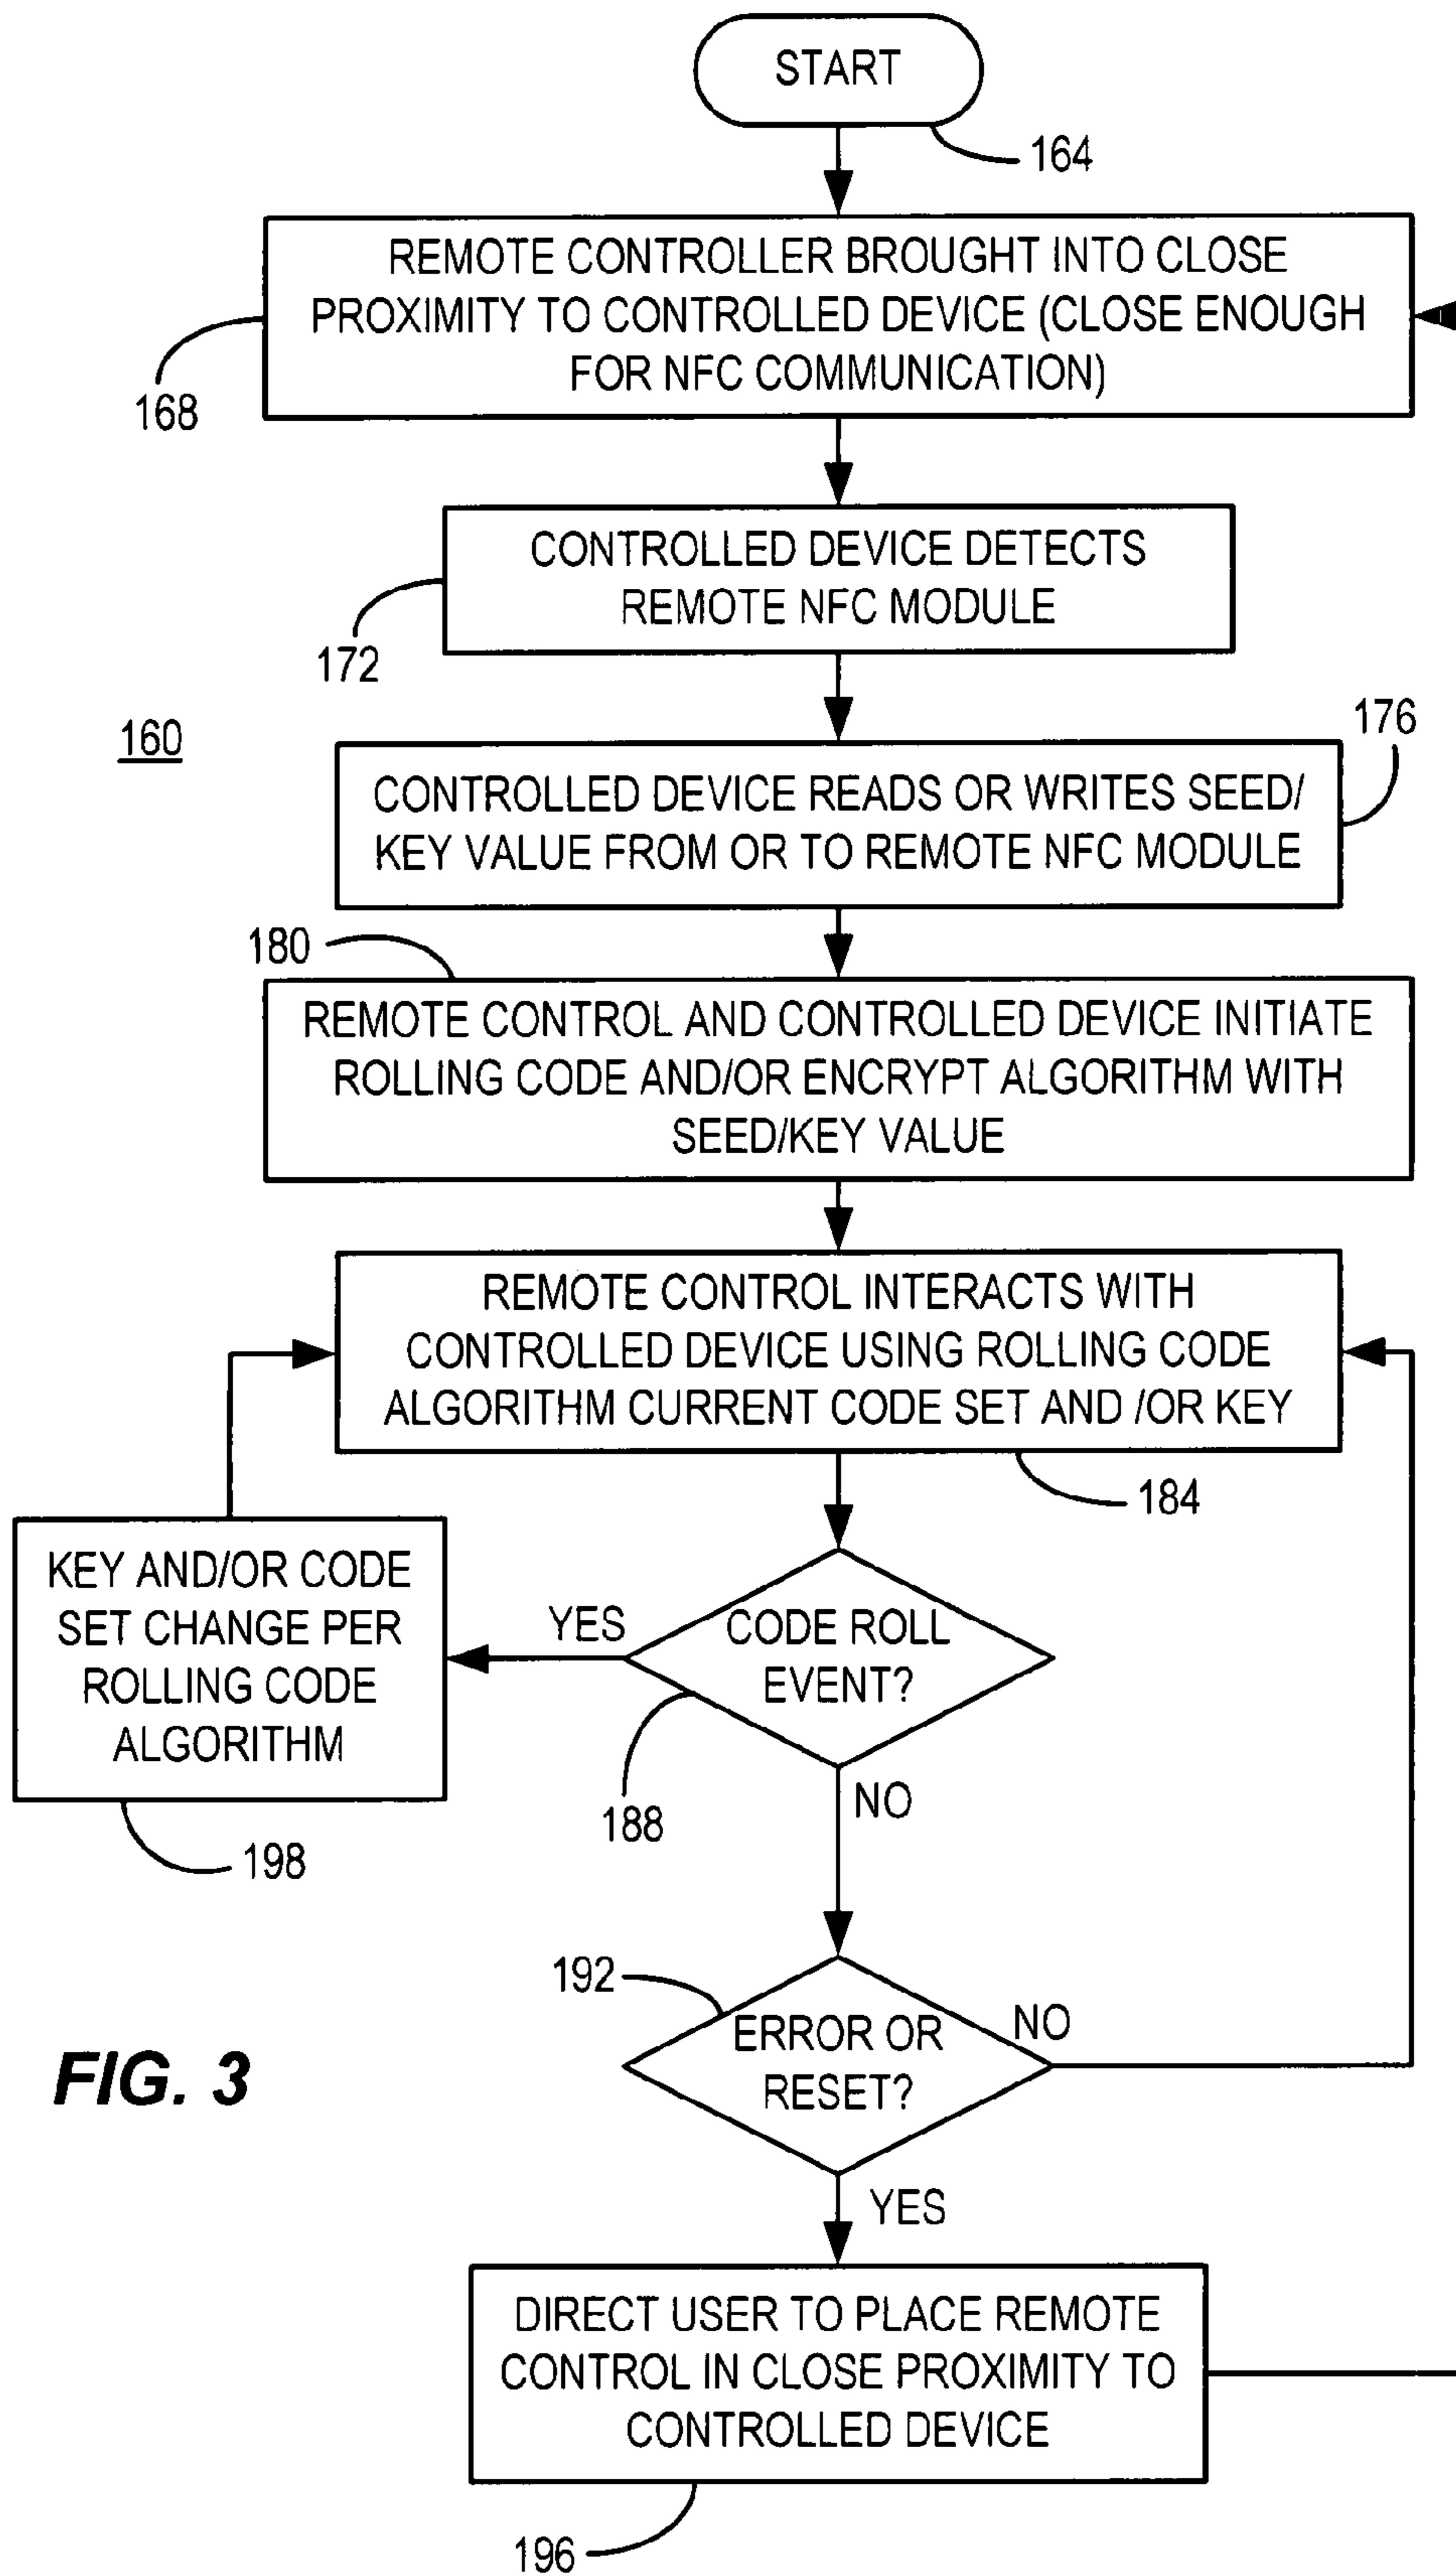 START
164
REMOTE CONTROLLER BROUGHT INTO CLOSE
PROXIMITY TO CONTROLLED DEVICE (CLOSE ENOUGH
FOR NFC COMMUNICATION)
168
CONTROLLED DEVICE DETECTS
REMOTE NFC MODULE
172
160
176
CONTROLLED DEVICE READS OR WRITES SEED/
KEY VALUE FROM OR TO REMOTE NFC MODULE
180
REMOTE CONTROL AND CONTROLLED DEVICE INITIATE
ROLLING CODE AND/OR ENCRYPT ALGORITHM WITH
SEED/KEY VALUE
REMOTE CONTROL INTERACTS WITH
CONTROLLED DEVICE USING ROLLING CODE
ALGORITHM CURRENT CODE SET AND /OR KEY
184
KEY AND/OR CODE
SET CHANGE PER
ROLLING CODE
ALGORITHM
198
YES
CODE ROLL
EVENT?
188
NO
192
ERROR OR
RESET?
NO
FIG. 3
YES
DIRECT USER TO PLACE REMOTE
CONTROL IN CLOSE PROXIMITY TO
CONTROLLED DEVICE
196